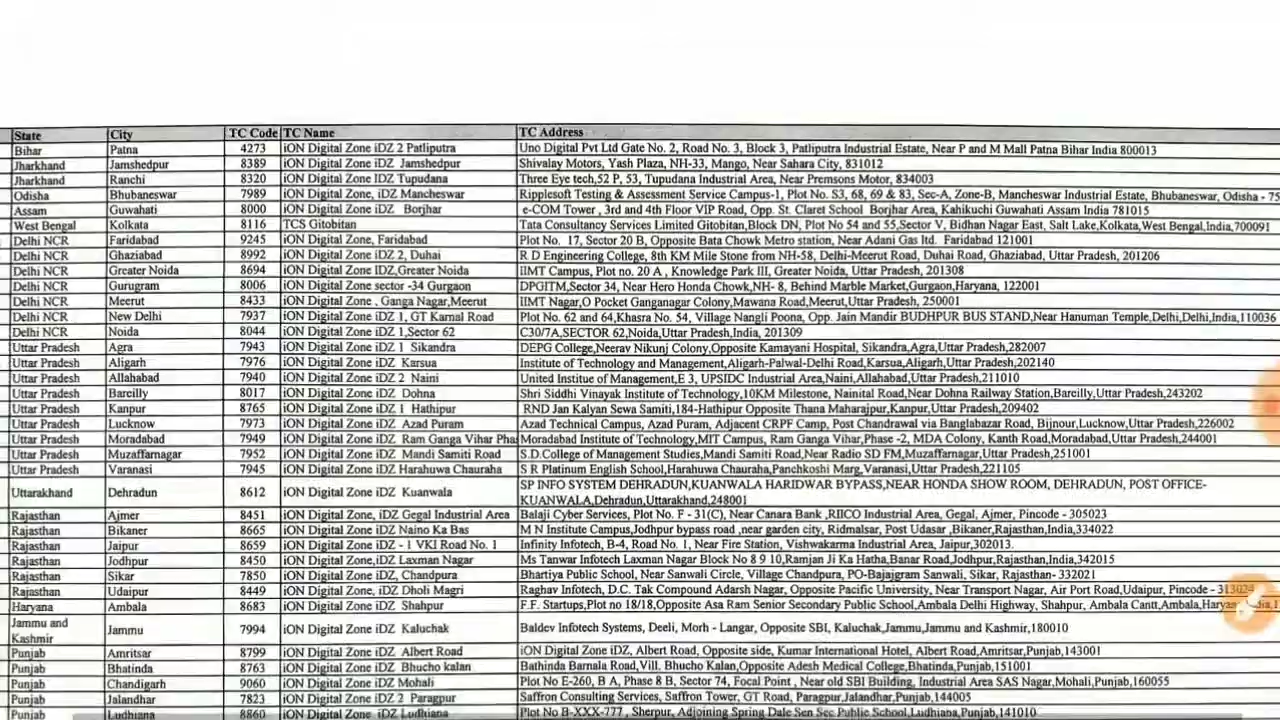 State City TC Code TC Name TC Address
Bihar Patna 4273 iON Digital Zone iDZ 2 Patliputra Uno Digital Pvt Ltd Gate No. 2, Road No. 3, Block 3, Patliputra Industrial Estate, Near P and M Mall Patna Bihar India 800013
Jharkhand Jamshedpur 8389 iON Digital Zone iDZ Jamshedpur Shivalay Motors, Yash Plaza, NH-33, Mango, Near Sahara City, 831012
Jharkhand Ranchi 8320 iON Digital Zone IDZ Tupudana Three Eye tech,52 P, 53, Tupudana Industrial Area, Near Premsons Motor, 834003
Odisha Bhubaneswar 7989 iON Digital Zone, iDZ Mancheswar Ripplesoft Testing & Assessment Service Campus-1, Plot No. S3, 68, 69 & 83, Sec-A, Zone-B, Mancheswar Industrial Estate, Bhubaneswar, Odisha - 75
Assam Guwahati 8000 iON Digital Zone iDZ Borjhar e-COM Tower , 3rd and 4th Floor VIP Road, Opp. St. Claret School Borjhar Area, Kahikuchi Guwahati Assam India 781015
West Bengal Kolkata 8116 TCS Gitobitan Tata Consultancy Services Limited Gitobitan,Block DN, Plot No 54 and 55,Sector V, Bidhan Nagar East, Salt Lake,Kolkata,West Bengal,India,700091
Delhi NCR Faridabad 9245 iON Digital Zone, Faridabad Plot No. 17, Sector 20 B, Opposite Bata Chowk Metro station, Near Adani Gas ltd. Faridabad 121001
Delhi NCR Ghaziabad 8992 iON Digital Zone iDZ 2, Duhai R D Engineering College, 8th KM Mile Stone from NH-58, Delhi-Meerut Road, Duhai Road, Ghaziabad, Uttar Pradesh, 201206
Delhi NCR Greater Noida 8694 iON Digital Zone IDZ,Greater Noida IIMT Campus, Plot no. 20 A , Knowledge Park III, Greater Noida, Uttar Pradesh, 201308
Delhi NCR Gurugram 8006 iON Digital Zone sector -34 Gurgaon DPGITM,Sector 34, Near Hero Honda Chowk,NH- 8, Behind Marble Market,Gurgaon,Haryana, 122001
Delhi NCR Meerut 8433 iON Digital Zone , Ganga Nagar,Meerut IIMT Nagar,O Pocket Ganganagar Colony,Mawana Road,Meerut,Uttar Pradesh, 250001
Delhi NCR New Delhi 7937 iON Digital Zone iDZ 1, GT Karnal Road Plot No. 62 and 64,Khasra No. 54, Village Nangli Poona, Opp. Jain Mandir BUDHPUR BUS STAND,Near Hanuman Temple,Delhi,Delhi,India,110036
Delhi NCR Noida 8044 iON Digital Zone iDZ 1,Sector 62 C30/7A,SECTOR 62,Noida,Uttar Pradesh,India, 201309
Uttar Pradesh Agra 7943 iON Digital Zone iDZ 1 Sikandra DEPG College,Neerav Nikunj Colony,Opposite Kamayani Hospital, Sikandra,Agra,Uttar Pradesh,282007
Uttar Pradesh Aligarh 7976 iON Digital Zone iDZ Karsua Institute of Technology and Management,Aligarh-Palwal-Delhi Road,Karsua,Aligarh,Uttar Pradesh,202140
Uttar Pradesh Allahabad 7940 iON Digital Zone iDZ 2 Naini United Institue of Management,E 3, UPSIDC Industrial Area,Naini,Allahabad,Uttar Pradesh,211010
Uttar Pradesh Bareilly 8017 iON Digital Zone iDZ Dohna Shri Siddhi Vinayak Institute of Technology,10KM Milestone, Nainital Road,Near Dohna Railway Station,Bareilly,Uttar Pradesh,243202
Uttar Pradesh Kanpur 8765 iON Digital Zone iDZ 1 Hathipur RND Jan Kalyan Sewa Samiti,184-Hathipur Opposite Thana Maharajpur,Kanpur,Uttar Pradesh,209402
Uttar Pradesh Lucknow 7973 iON Digital Zone iDZ Azad Puram Azad Technical Campus, Azad Puram, Adjacent CRPF Camp, Post Chandrawal via Banglabazar Road, Bijnour,Lucknow,Uttar Pradesh,226002
Uttar Pradesh Moradabad 7949 iON Digital Zone iDZ Ram Ganga Vihar Pha Moradabad Institute of Technology,MIT Campus, Ram Ganga Vihar,Phase -2, MDA Colony, Kanth Road,Moradabad,Uttar Pradesh,244001
Uttar Pradesh Muzaffarnagar 7952 iON Digital Zone iDZ Mandi Samiti Road S.D.College of Management Studies,Mandi Samiti Road,Near Radio SD FM,Muzaffarnagar,Uttar Pradesh,251001
Uttar Pradesh Varanasi 7945 iON Digital Zone iDZ Harahuwa Chauraha S R Platinum English School,Harahuwa Chauraha,Panchkoshi Marg,Varanasi,Uttar Pradesh,221105
Uttarakhand Dehradun 8612 iON Digital Zone iDZ Kuanwala SP INFO SYSTEM DEHRADUN,KUANWALA HARIDWAR BYPASS,NEAR HONDA SHOW ROOM, DEHRADUN, POST OFFICE-
KUANWALA,Dehradun,Uttarakhand,248001
Rajasthan Ajmer 8451 iON Digital Zone, iDZ Gegal Industrial Area Balaji Cyber Services, Plot No. F - 31(C), Near Canara Bank ,RIICO Industrial Area, Gegal, Ajmer, Pincode - 305023
Rajasthan Bikaner 8665 iON Digital Zone iDZ Naino Ka Bas M N Institute Campus,Jodhpur bypass road ,near garden city, Ridmalsar, Post Udasar ,Bikaner,Rajasthan,India,334022
Rajasthan Jaipur 8659 iON Digital Zone iDZ - 1 VKI Road No. 1 Infinity Infotech, B-4, Road No. 1, Near Fire Station, Vishwakarma Industrial Area, Jaipur,302013.
Rajasthan Jodhpur 8450 iON Digital Zone,iDZ Laxman Nagar Ms Tanwar Infotech Laxman Nagar Block No 8 9 10,Ramjan Ji Ka Hatha,Banar Road,Jodhpur,Rajasthan,India,342015
Rajasthan Sikar 7850 iON Digital Zone iDZ, Chandpura Bhartiya Public School, Near Sanwali Circle, Village Chandpura, PO-Bajajgram Sanwali, Sikar, Rajasthan- 332021
Rajasthan Udaipur 8449 iON Digital Zone, iDZ Dholi Magri Raghav Infotech, D.C. Tak Compound Adarsh Nagar, Opposite Pacific University, Near Transport Nagar, Air Port Road,Udaipur, Pincode - 313024
Haryana Ambala 8683 iON Digital Zone iDZ Shahpur F.F. Startups,Plot no 18/18,Opposite Asa Ram Senior Secondary Public School,Ambala Delhi Highway, Shahpur, Ambala Cantt,Ambala,
Jammu and
Kashmir Jammu 7994 iON Digital Zone iDZ Kaluchak Baldev Infotech Systems, Deeli, Morh - Langar, Opposite SBI, Kaluchak,Jammu,Jammu and Kashmir,180010
Punjab Amritsar 8799 iON Digital Zone iDZ Albert Road iON Digital Zone iDZ, Albert Road, Opposite side, Kumar International Hotel, Albert Road,Amritsar,Punjab,143001
Punjab Bhatinda 8763 iON Digital Zone iDZ Bhucho kalan Bathinda Barnala Road,Vill. Bhucho Kalan,Opposite Adesh Medical College,Bhatinda,Punjab,151001
Punjab Chandigarh 9060 iON Digital Zone iDZ Mohali Plot No E-260, B A, Phase 8 B, Sector 74, Focal Point , Near old SBI Building, Industrial Area SAS Nagar,Mohali,Punjab,160055
Punjab Jalandhar 7823 iON Digital Zone iDZ 2 Paragpur Saffron Consulting Services, Saffron Tower, GT Road, Paragpur,Jalandhar,Punjab,144005
Punjab Ludhiana 8860 iON Digital Zone iDZ Ludhiana Plot No B-XXX-777 , Sherpur, Adjoining Spring Dale Sen Sec Public School,Ludhiana,Punjab,141010